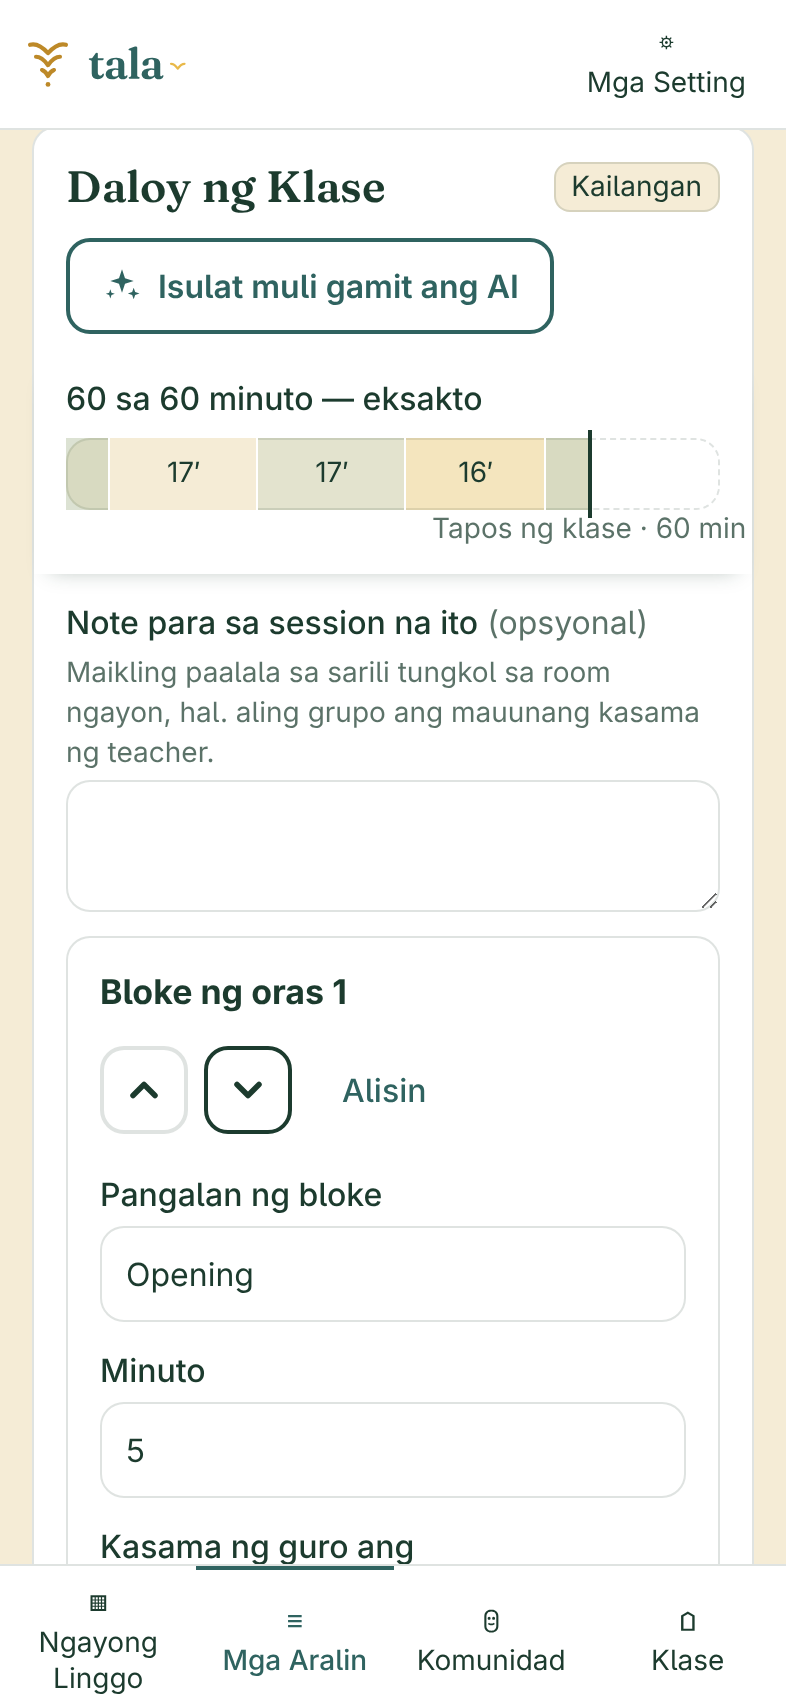 tala
Mga Setting
Daloy ng Klase
Kailangan
Isulat muli gamit ang AI
60 sa 60 minuto — eksakto
17′ 17′ 16′
Tapos ng klase · 60 min
Note para sa session na ito (opsyonal)
Maikling paalala sa sarili tungkol sa room
ngayon, hal. aling grupo ang mauunang kasama
ng teacher.
Bloke ng oras 1
Alisin
Pangalan ng bloke
Opening
Minuto
5
Kasama ng guro ang
Ngayong
Linggo
Mga Aralin
Komunidad
Klase